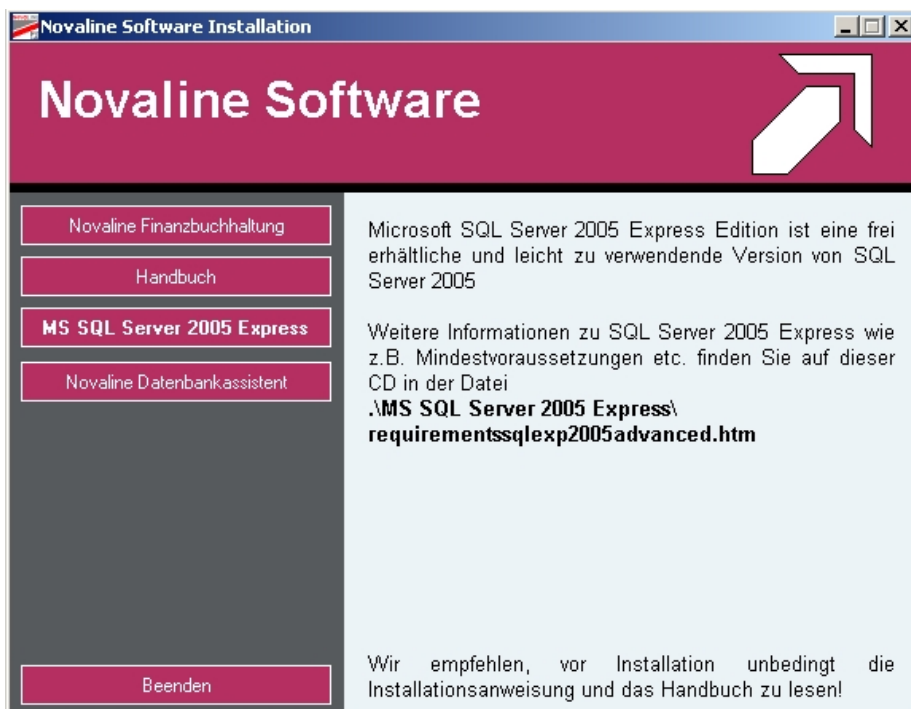 Novaline Software Installation
Novaline Software
Novaline Finanzbuchhaltung
Handbuch
MS SQL Server 2005 Express
Novaline Datenbankassistent
Beenden
Microsoft SQL Server 2005 Express Edition ist eine frei
erhältliche und leicht zu verwendende Version von SQL
Server 2005
Weitere Informationen zu SQL Server 2005 Express wie
z.B. Mindestvoraussetzungen etc. finden Sie auf dieser
CD in der Datei
.\MS SQL Server 2005 Express\
requirementssqlexp2005advanced.htm
Wir empfehlen, vor Installation unbedingt die
Installationsanweisung und das Handbuch zu lesen!